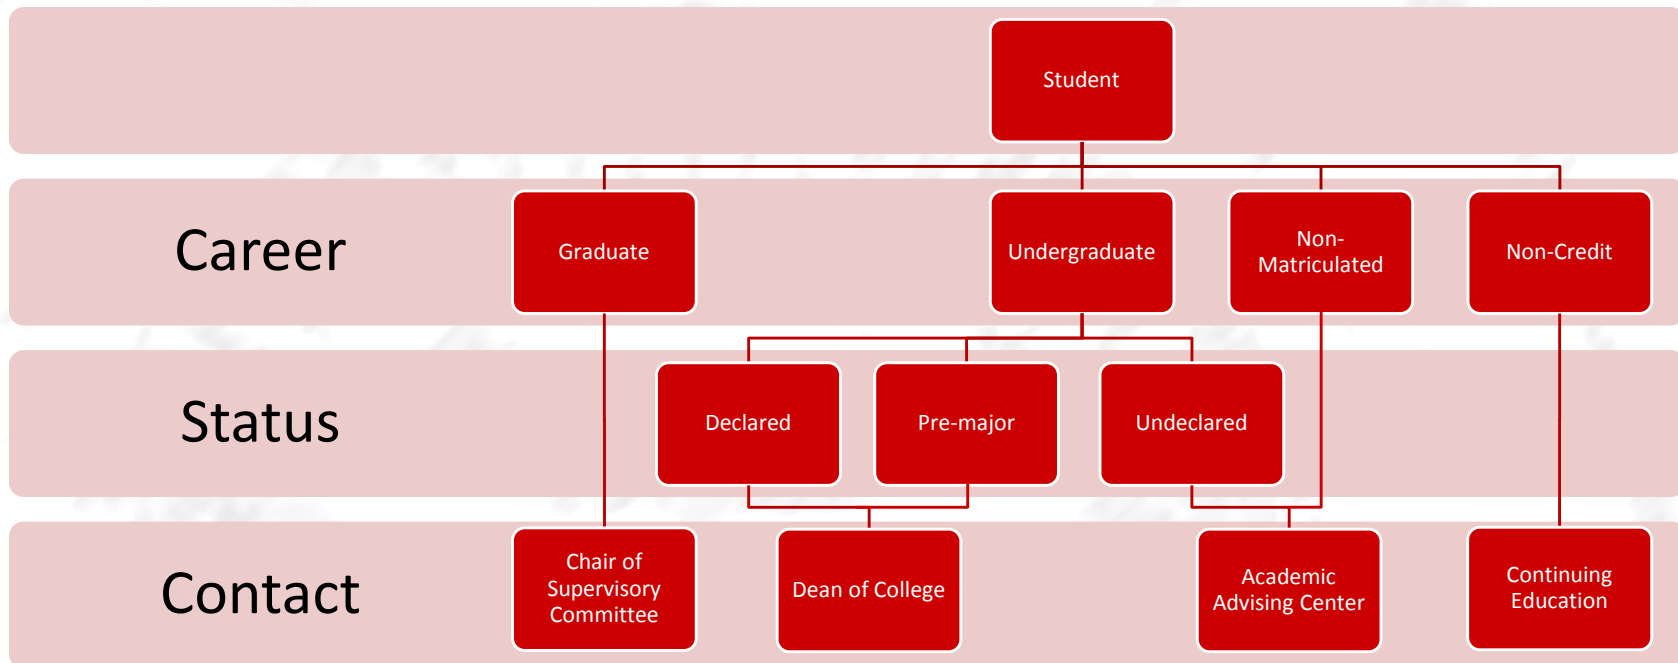 Student
Career
Graduate
Undergraduate
Non-
Matriculated
Non-Credit
Status
Declared
Pre-major
Undeclared
Contact
Chair of
Supervisory
Committee
Dean of College
Academic
Advising Center
Continuing
Education